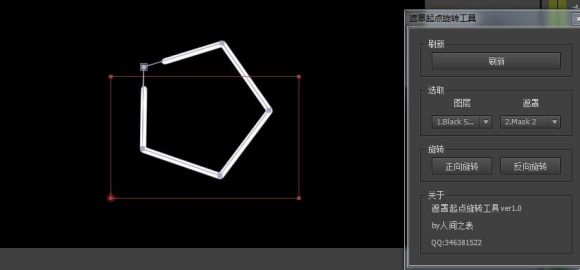 遮罩起点旋转工具
刷新
刷新
选取
图层 遮罩
1.Black S... 2.Mask 2
旋转
正向旋转 反向旋转
关于
遮罩起点旋转工具 ver1.0
by人间之表
QQ:346381522